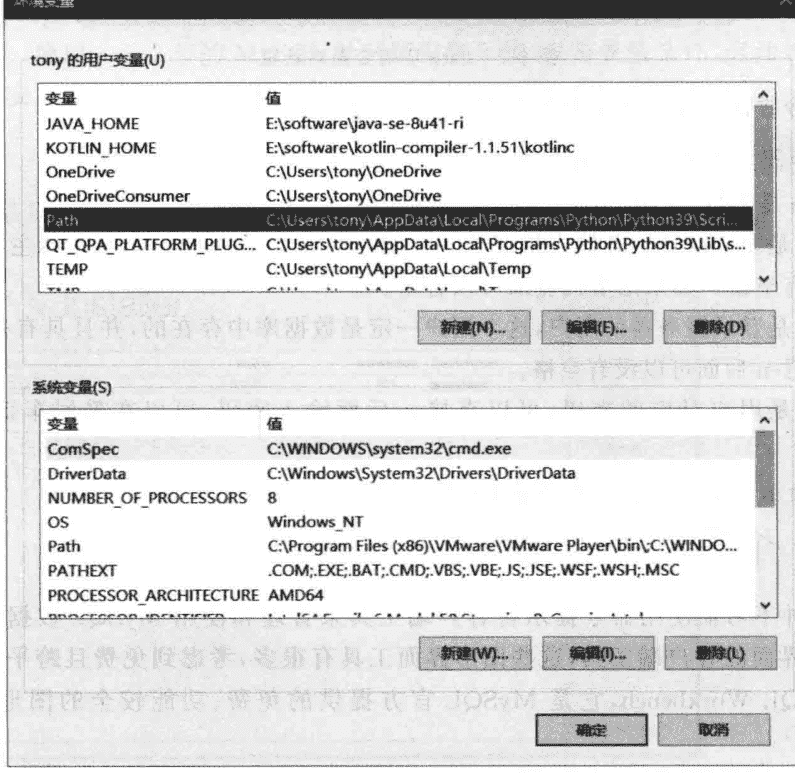 环境变量
tony 的用户变量(U)
变量 值
JAVA_HOME E:\software\java-se-8u41-ri
KOTLIN_HOME E:\software\kotlin-compiler-1.1.51\kotlinc
OneDrive C:\Users\tony\OneDrive
OneDriveConsumer C:\Users\tony\OneDrive
Path C:\Users\tony\AppData\Local\Programs\Python\Python39\Scri...
QT_QPA_PLATFORM_PLUG... C:\Users\tony\AppData\Local\Programs\Python\Python39\Lib\s...
TEMP C:\Users\tony\AppData\Local\Temp
新建(N)... 编辑(E)... 删除(D)
系统变量(S)
变量 值
ComSpec C:\WINDOWS\system32\cmd.exe
DriverData C:\Windows\System32\Drivers\DriverData
NUMBER_OF_PROCESSORS 8
OS Windows_NT
Path C:\Program Files (x86)\VMware\VMware Player\bin\;C:\WINDO...
PATHEXT .COM;.EXE;.BAT;.CMD;.VBS;.VBE;.JS;.JSE;.WSF;.WSH;.MSC
PROCESSOR_ARCHITECTURE AMD64
新建(W)... 编辑(I)... 删除(L)
确定 取消